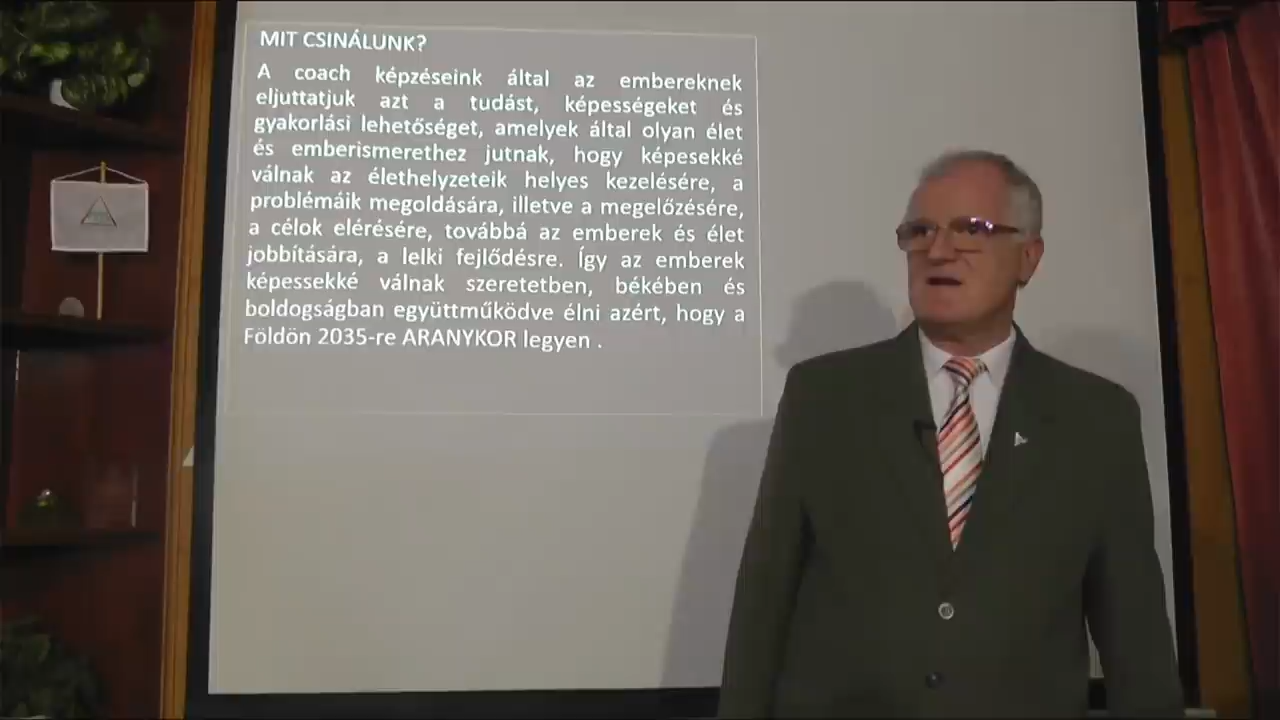 MIT CSINÁLUNK?
A coach képzéseink által az embereknek
eljuttatjuk azt a tudást, képességeket és
gyakorlási lehetőséget, amelyek által olyan élet
és emberismerethez jutnak, hogy képesekké
válnak az élethelyzeteik helyes kezelésére, a
problémáik megoldására, illetve a megelőzésére,
a célok elérésére, továbbá az emberek és élet
jobbítására, a lelki fejlődésre. Így az emberek
képessekké válnak szeretetben, békében és
boldogságban együttműködve élni azért, hogy a
Földön 2035-re ARANYKOR legyen .